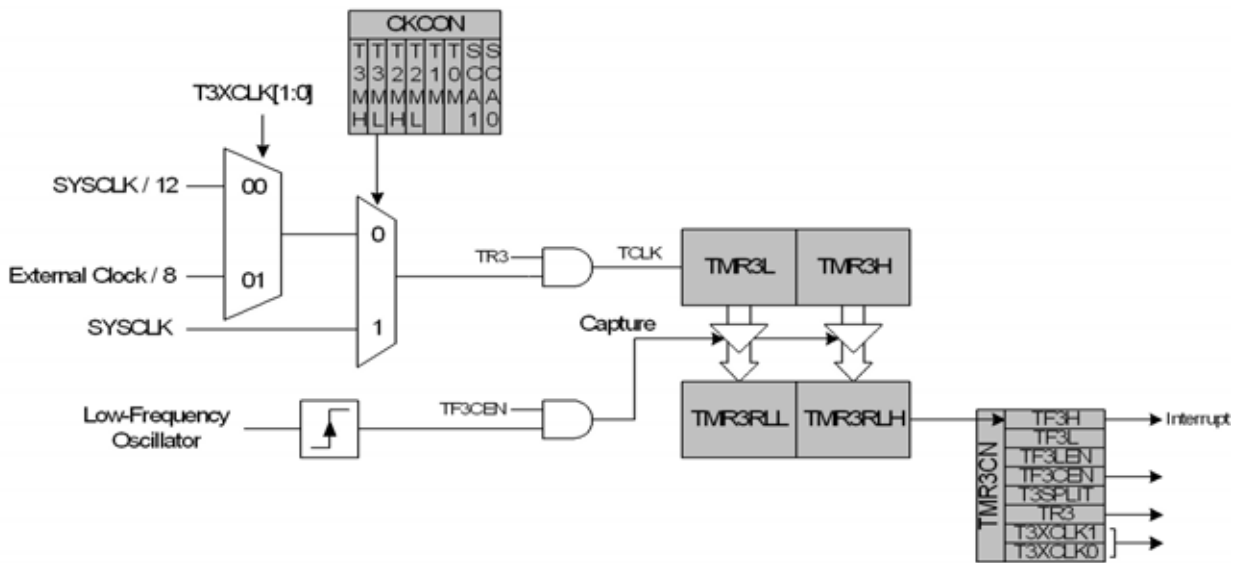 CKCON
T3MH T3ML T2MH T2ML T1M T0M SCA1 SCA0
T3XCLK[1:0]
SYSCLK / 12
00
External Clock / 8
01
SYSCLK
0
1
TR3
TCLK
TMR3L
TMR3H
Capture
Low-Frequency
Oscillator
TF3CEN
TMR3RLL
TMR3RLH
TMR3CN
TF3H
Interrupt
TF3L
TF3LEN
TF3CEN
T3SPLIT
TR3
T3XCLK1
T3XCLK0